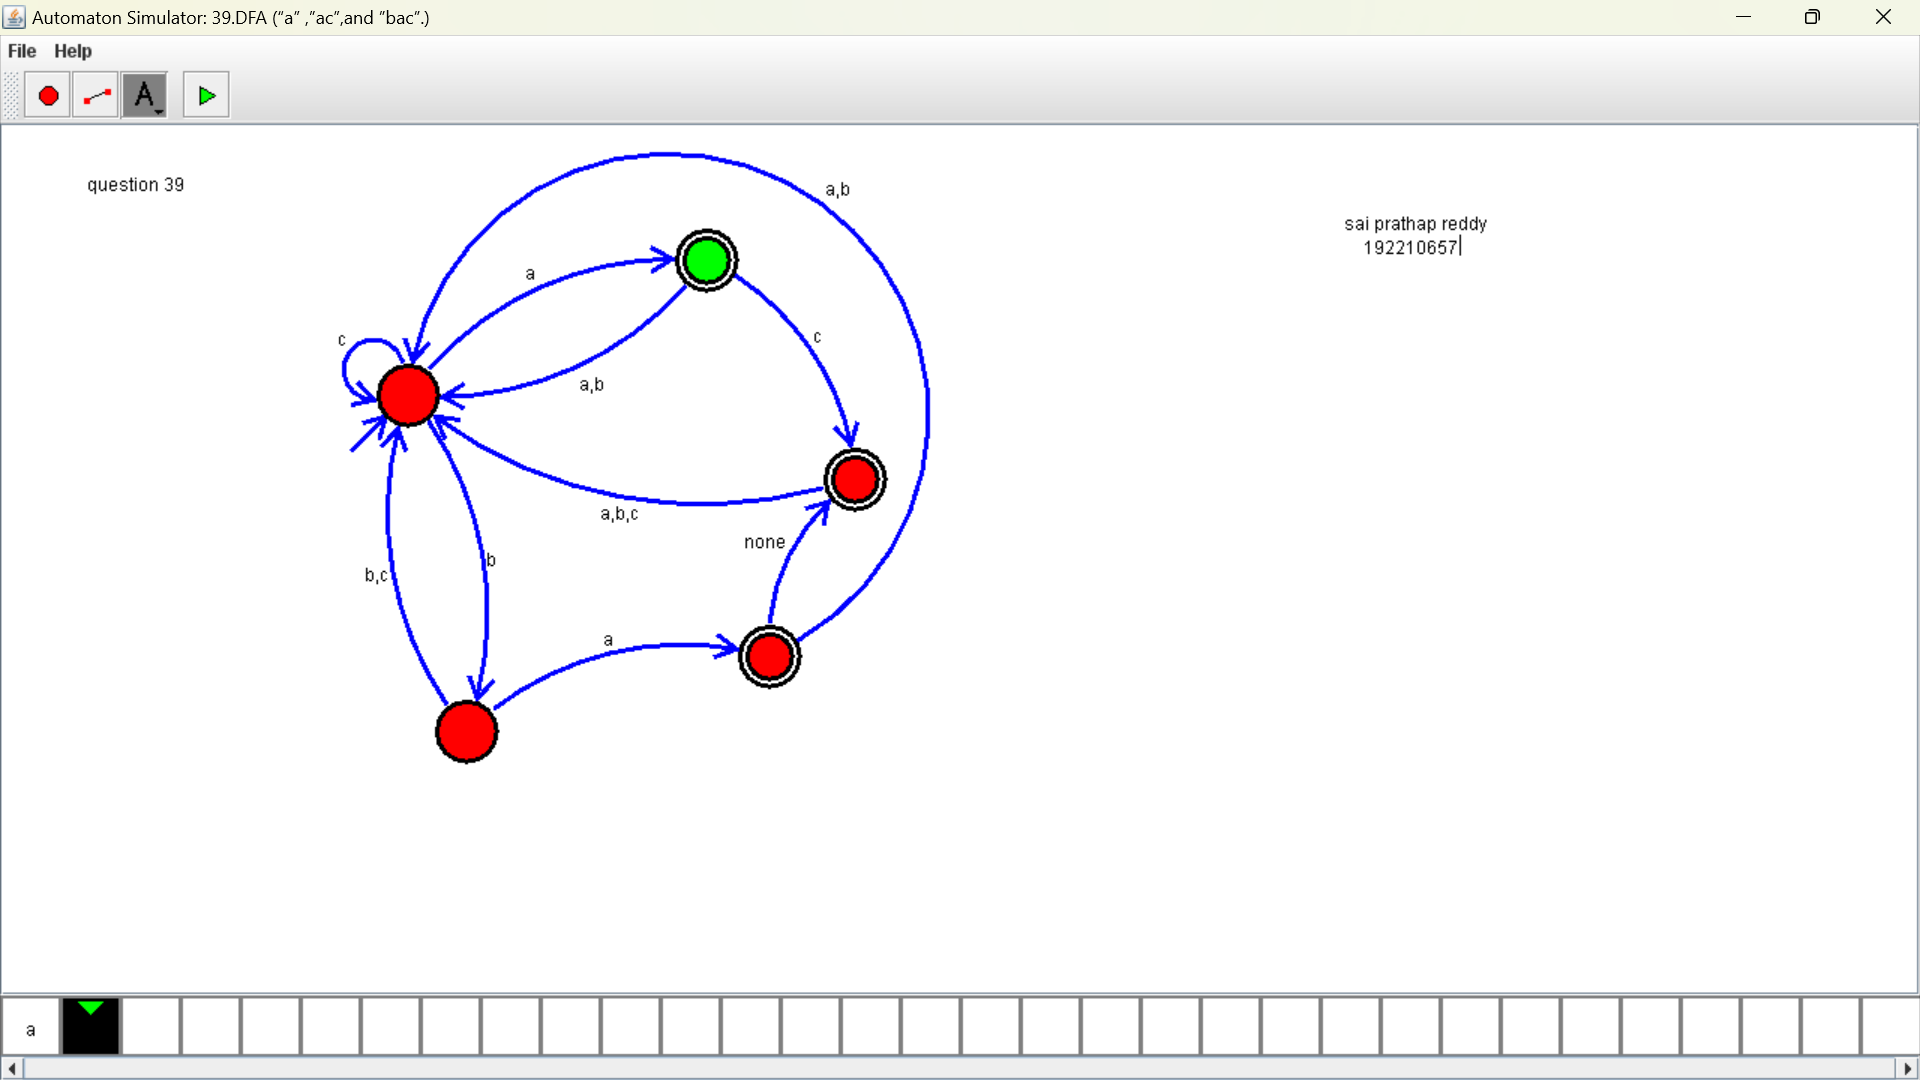 Automaton Simulator: 39.DFA (“a” ,”ac”,and ”bac”.)
File Help
A
question 39
a,b
sai prathap reddy
192210657
a
c
c
a,b
a,b,c
none
b
b,c
a
a